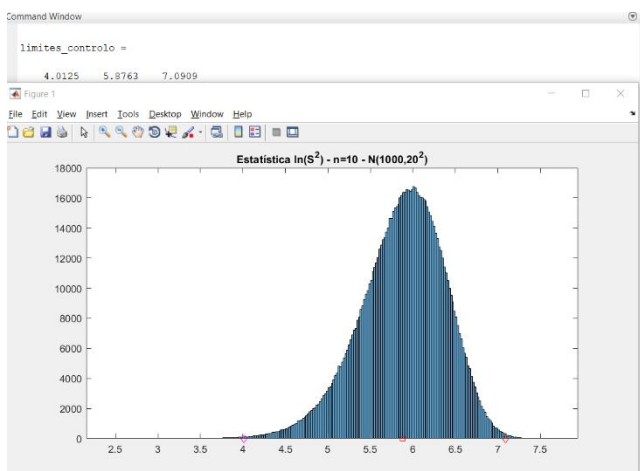 Command Window
limites_controlo =
4.0125 5.8763 7.0909
Figure 1
File Edit View Insert Tools Desktop Window Help
Estatística ln(S²) - n=10 - N(1000,20²)
18000
16000
14000
12000
10000
8000
6000
4000
2000
0
2.5 3 3.5 4 4.5 5 5.5 6 6.5 7 7.5